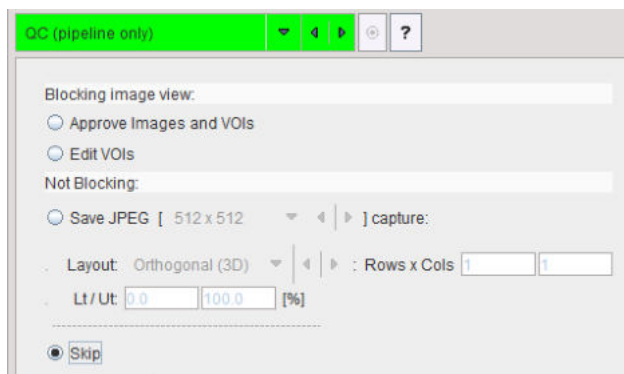 QC (pipeline only) ?
Blocking image view:
Approve Images and VOIs
Edit VOIs
Not Blocking:
Save JPEG [ 512 x 512 ] capture:
. Layout: Orthogonal (3D) : Rows x Cols 1 1
. Lt / Ut: 0.0 100.0 [%]
Skip